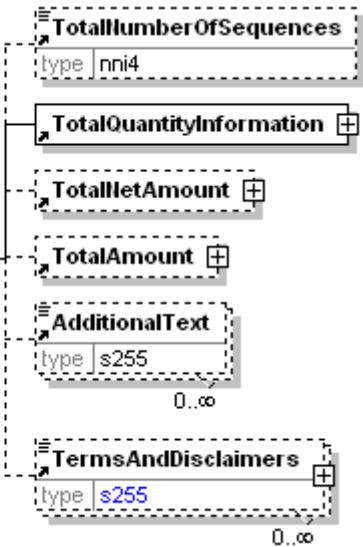 TotalNumberOfSequences
type nni4
TotalQuantityInformation
TotalNetAmount
TotalAmount
AdditionalText
type s255
0..∞
TermsAndDisclaimers
type s255
0..∞